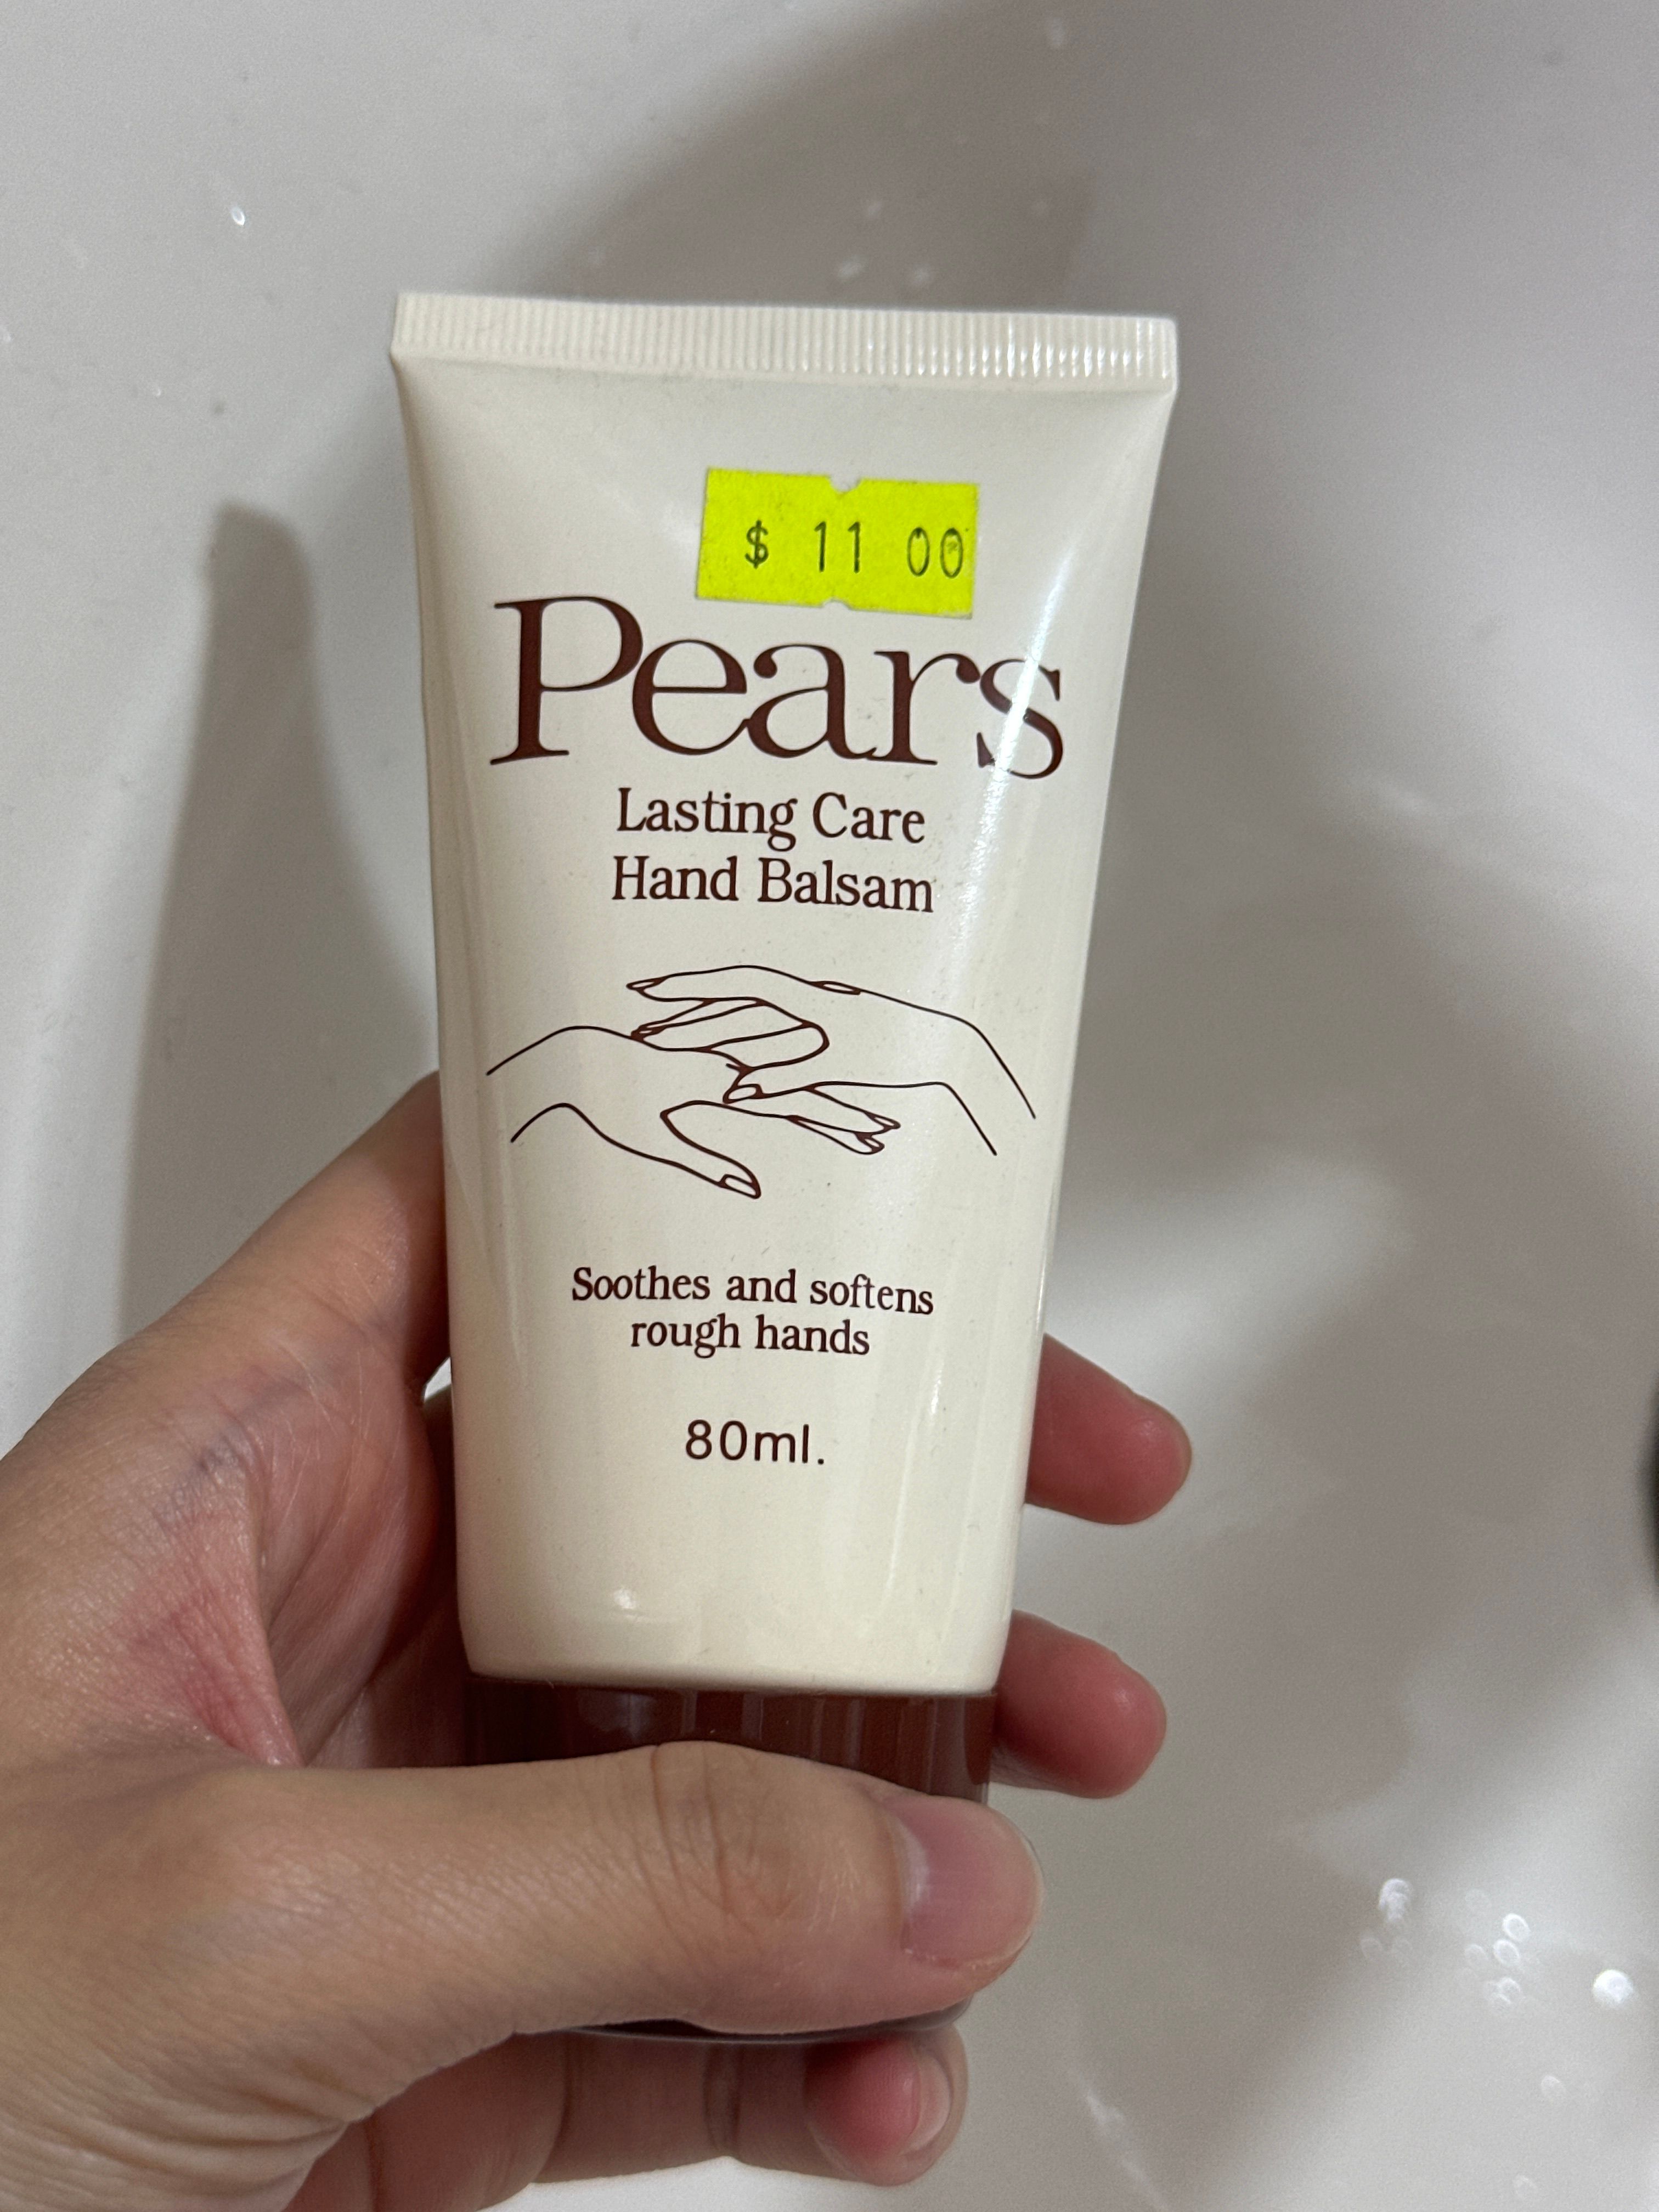 $ 11 00
Pears
Lasting Care
Hand Balsam
Soothes and softens
rough hands
80ml.